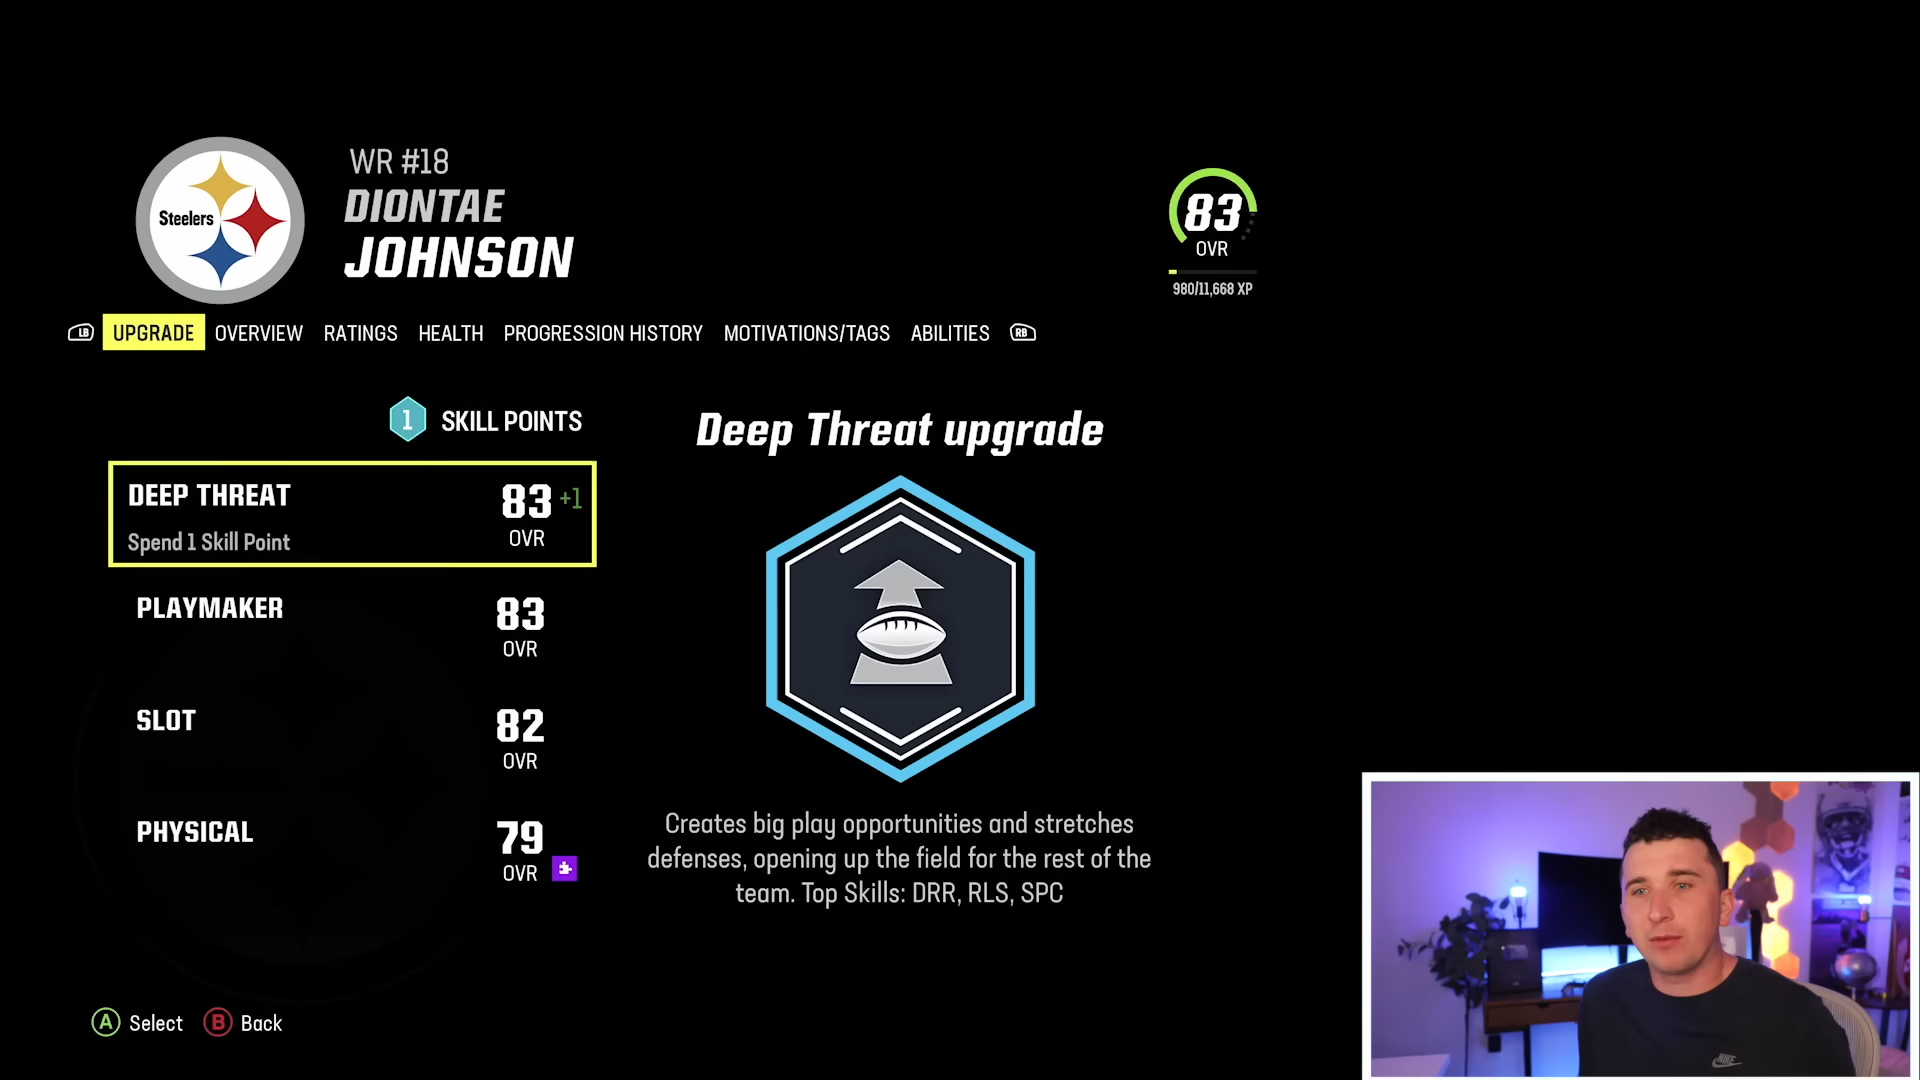 WR #18
Steelers
DIONTAE
JOHNSON
83
OVR
980/11,668 XP
LB UPGRADE OVERVIEW RATINGS HEALTH PROGRESSION HISTORY MOTIVATIONS/TAGS ABILITIES RB
1 SKILL POINTS
DEEP THREAT 83 +1
Spend 1 Skill Point OVR
PLAYMAKER 83
OVR
SLOT 82
OVR
PHYSICAL 79
OVR
Deep Threat upgrade
Creates big play opportunities and stretches
defenses, opening up the field for the rest of the
team. Top Skills: DRR, RLS, SPC
A Select B Back
NIKE